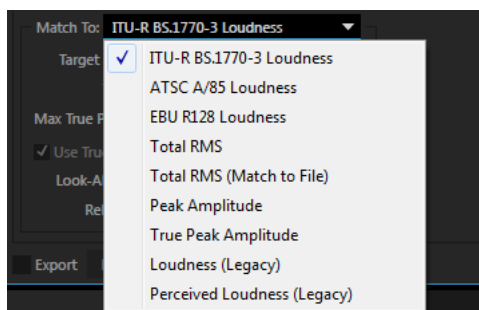 Match To: ITU-R BS.1770-3 Loudness
Target
ITU-R BS.1770-3 Loudness
ATSC A/85 Loudness
EBU R128 Loudness
Max True P
Total RMS
Use Tru
Total RMS (Match to File)
Look-Al
Peak Amplitude
Rel
True Peak Amplitude
Loudness (Legacy)
Export
Perceived Loudness (Legacy)